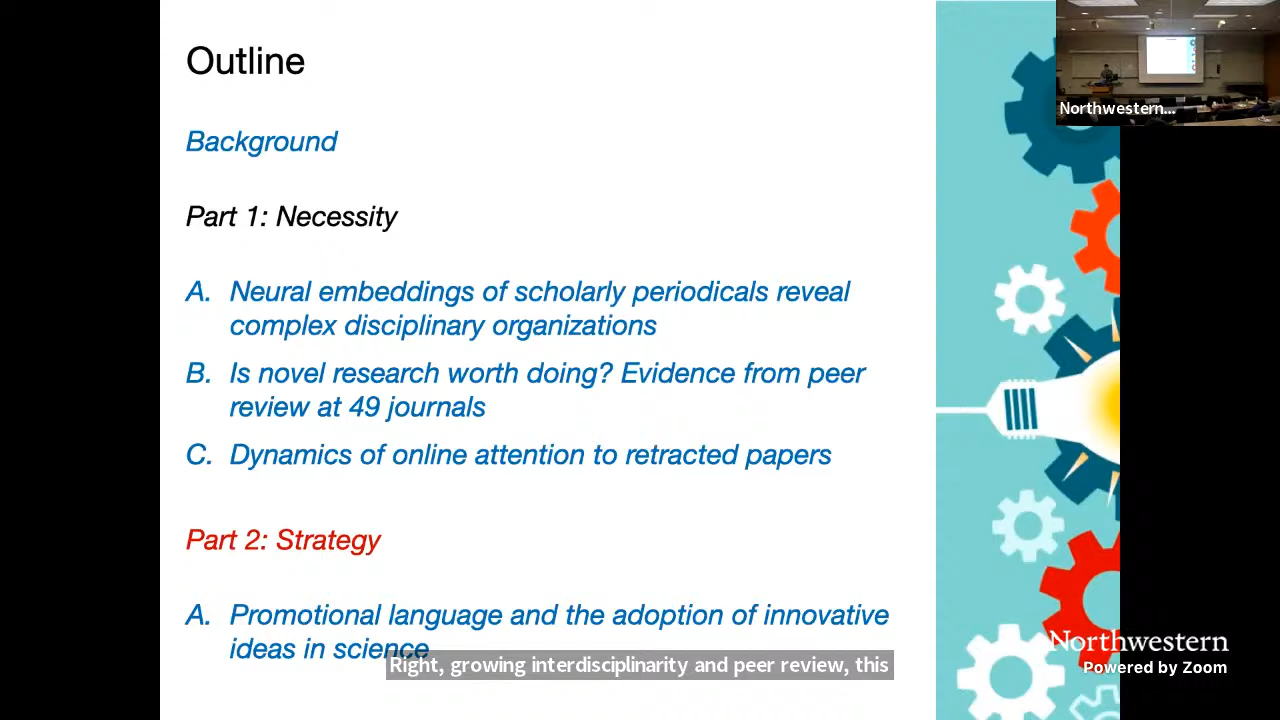 Outline
Northwestern...
Background
Part 1: Necessity
A. Neural embeddings of scholarly periodicals reveal
complex disciplinary organizations
B. Is novel research worth doing? Evidence from peer
review at 49 journals
C. Dynamics of online attention to retracted papers
Part 2: Strategy
A. Promotional language and the adoption of innovative
ideas in science
Right, growing interdisciplinarity and peer review, this
Northwestern
Powered by Zoom